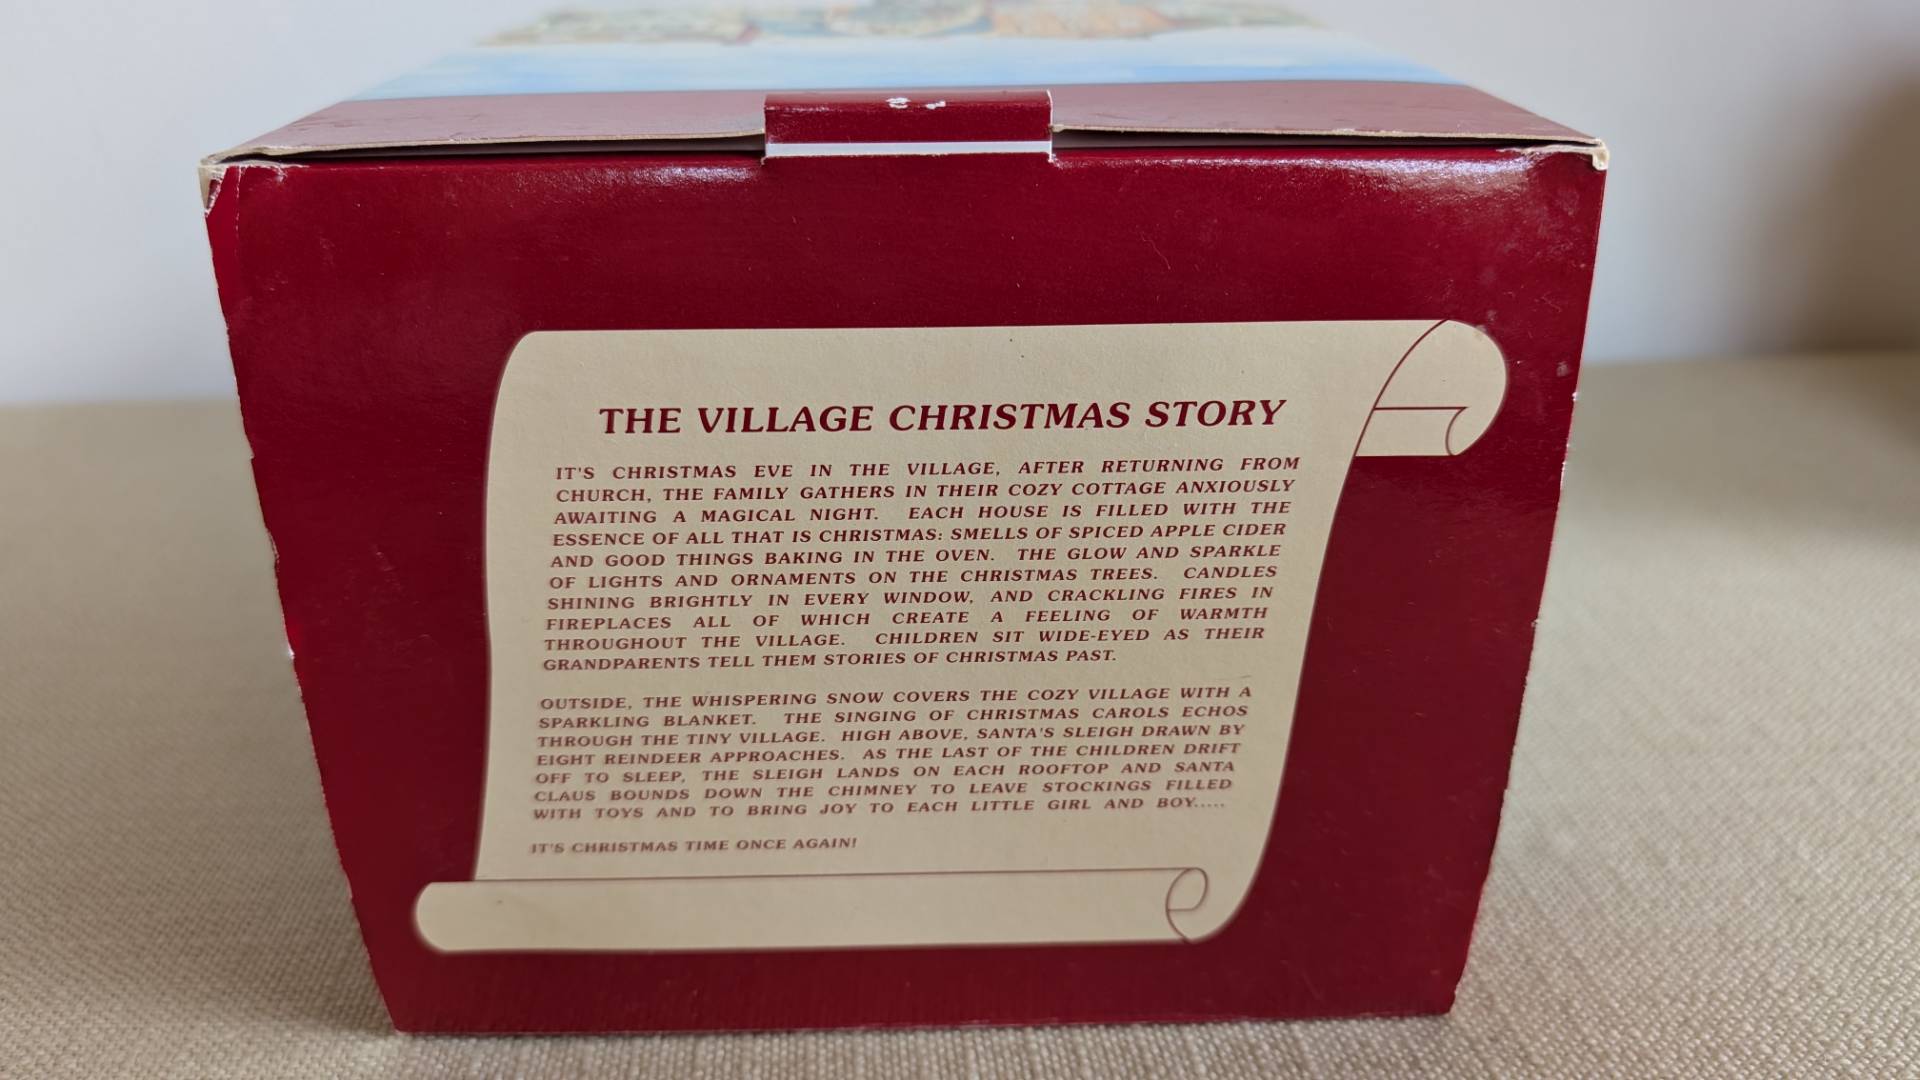 THE VILLAGE CHRISTMAS STORY
IT'S CHRISTMAS EVE IN THE VILLAGE, AFTER RETURNING FROM
CHURCH, THE FAMILY GATHERS IN THEIR COZY COTTAGE ANXIOUSLY
AWAITING A MAGICAL NIGHT. EACH HOUSE IS FILLED WITH THE
ESSENCE OF ALL THAT IS CHRISTMAS: SMELLS OF SPICED APPLE CIDER
AND GOOD THINGS BAKING IN THE OVEN. THE GLOW AND SPARKLE
OF LIGHTS AND ORNAMENTS ON THE CHRISTMAS TREES. CANDLES
SHINING BRIGHTLY IN EVERY WINDOW, AND CRACKLING FIRES IN
FIREPLACES ALL OF WHICH CREATE A FEELING OF WARMTH
THROUGHOUT THE VILLAGE. CHILDREN SIT WIDE-EYED AS THEIR
GRANDPARENTS TELL THEM STORIES OF CHRISTMAS PAST.
OUTSIDE, THE WHISPERING SNOW COVERS THE COZY VILLAGE WITH A
SPARKLING BLANKET. THE SINGING OF CHRISTMAS CAROLS ECHOS
THROUGH THE TINY VILLAGE. HIGH ABOVE, SANTA'S SLEIGH DRAWN BY
EIGHT REINDEER APPROACHES. AS THE LAST OF THE CHILDREN DRIFT
OFF TO SLEEP, THE SLEIGH LANDS ON EACH ROOFTOP AND SANTA
CLAUS BOUNDS DOWN THE CHIMNEY TO LEAVE STOCKINGS FILLED
WITH TOYS AND TO BRING JOY TO EACH LITTLE GIRL AND BOY.....
IT'S CHRISTMAS TIME ONCE AGAIN!